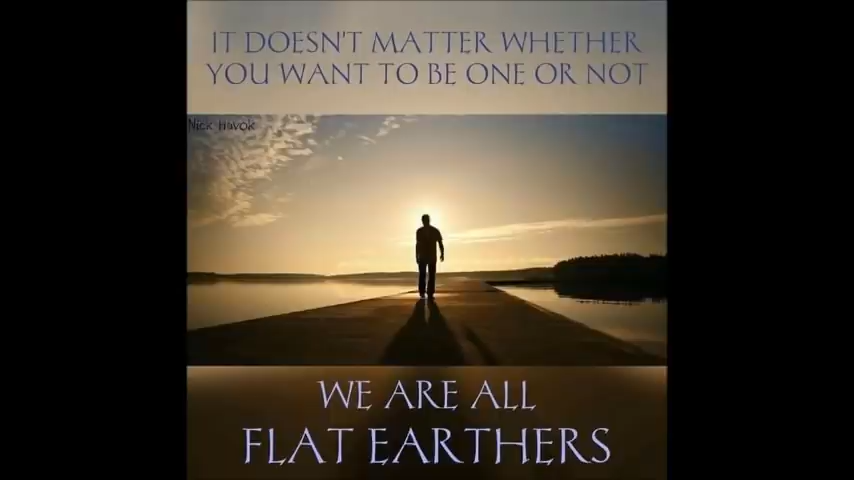 IT DOESN'T MATTER WHETHER
YOU WANT TO BE ONE OR NOT
Nick Havok
WE ARE ALL
FLAT EARTHERS